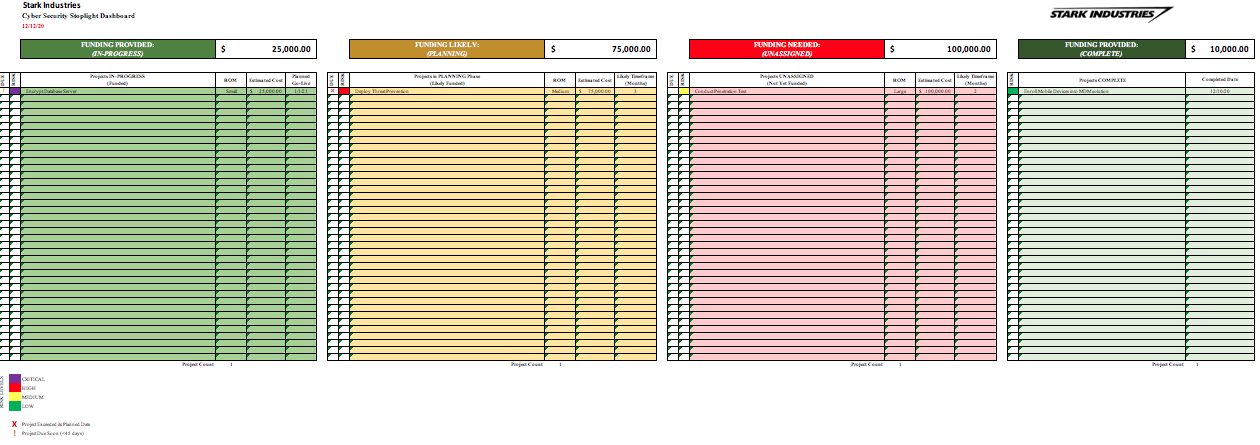 Stark Industries
Cyber Security Stoplight Dashboard
12/12/20
STARK INDUSTRIES
FUNDING PROVIDED:
(IN-PROGRESS)
$ 25,000.00
FUNDING LIKELY:
(PLANNING)
$ 75,000.00
FUNDING NEEDED:
(UNASSIGNED)
$ 100,000.00
FUNDING PROVIDED:
(COMPLETE)
$ 10,000.00
RISK
Projects IN-PROGRESS
(Funded)
ROM
Estimated Cost
Planned
Go-Live
Encrypt Database Server
Small
$ 25,000.00
1/1/21
Project Count 1
RISK
Projects in PLANNING Phase
(Likely Funded)
ROM
Estimated Cost
Likely Timeframe
(Months)
Deploy Threat Prevention
Medium
$ 75,000.00
3
Project Count 1
RISK
Projects UNASSIGNED
(Not Yet Funded)
ROM
Estimated Cost
Likely Timeframe
(Months)
Conduct Penetration Test
Large
$ 100,000.00
2
Project Count 1
RISK
Projects COMPLETE
Completed Date
Enroll Mobile Devices into MDM solution
12/10/20
Project Count 1
RISK LEVELS
CRITICAL
HIGH
MEDIUM
LOW
X Project Exceeded its Planned Date
! Project Due Soon (<45 days)